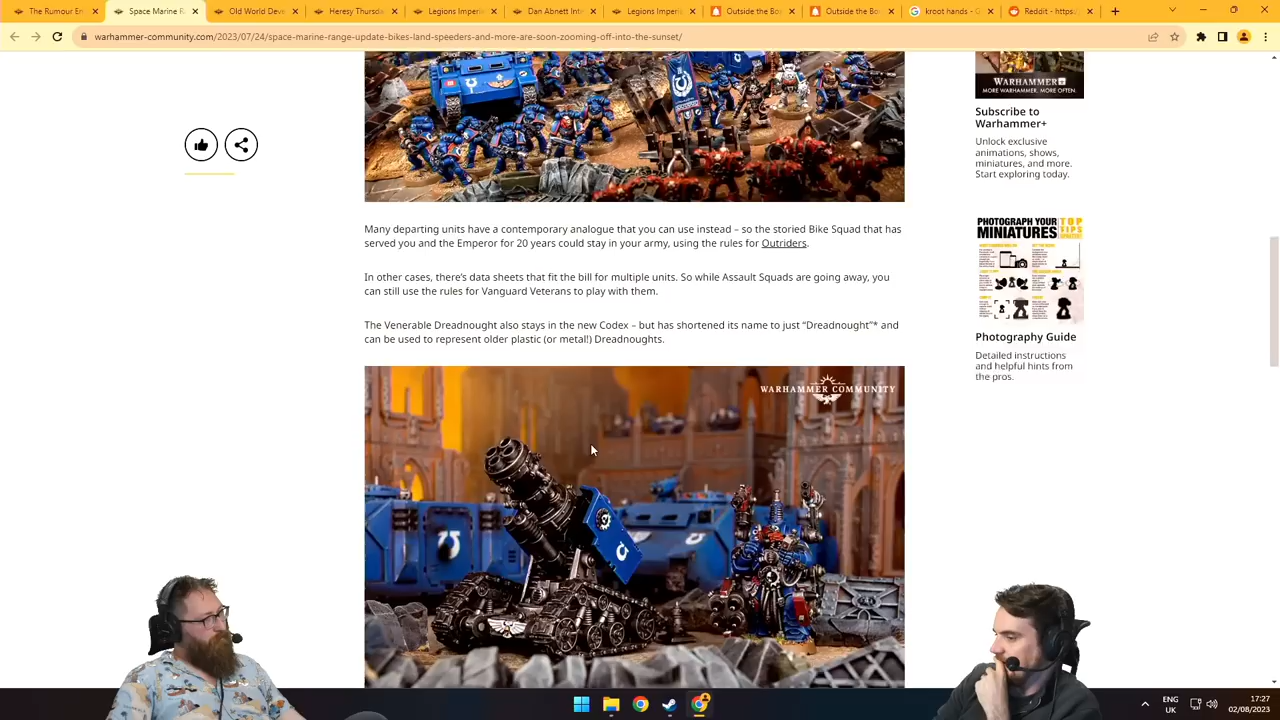 The Rumour En
Space Marine R
Old World Deve
Heresy Thursda
Legions Imperi
Dan Abnett Int
Legions Imperi
Outside the Bo
Outside the Bo
kroot hands - G
Reddit - https:
warhammer-community.com/2023/07/24/space-marine-range-update-bikes-land-speeders-and-more-are-soon-zooming-off-into-the-sunset/
WARHAMMER
MORE WARHAMMER. MORE OFTEN.
Subscribe to
Warhammer+
Unlock exclusive
animations, shows,
miniatures, and more.
Start exploring today.
PHOTOGRAPH YOUR
MINIATURES
TOP
TIPS
Photography Guide
Detailed instructions
and helpful hints from
the pros.
Many departing units have a contemporary analogue that you can use instead – so the storied Bike Squad that has
served you and the Emperor for 20 years could stay in your army, using the rules for Outriders.
In other cases, there's data sheets that fit the bill for multiple units. So while Assault Squads are going away, you
can still use the rules for Vanguard Veterans to play with them.
The Venerable Dreadnought also stays in the new Codex – but has shortened its name to just “Dreadnought”* and
can be used to represent older plastic (or metal!) Dreadnoughts.
WARHAMMER COMMUNITY
ENG
UK
17:27
02/08/2023